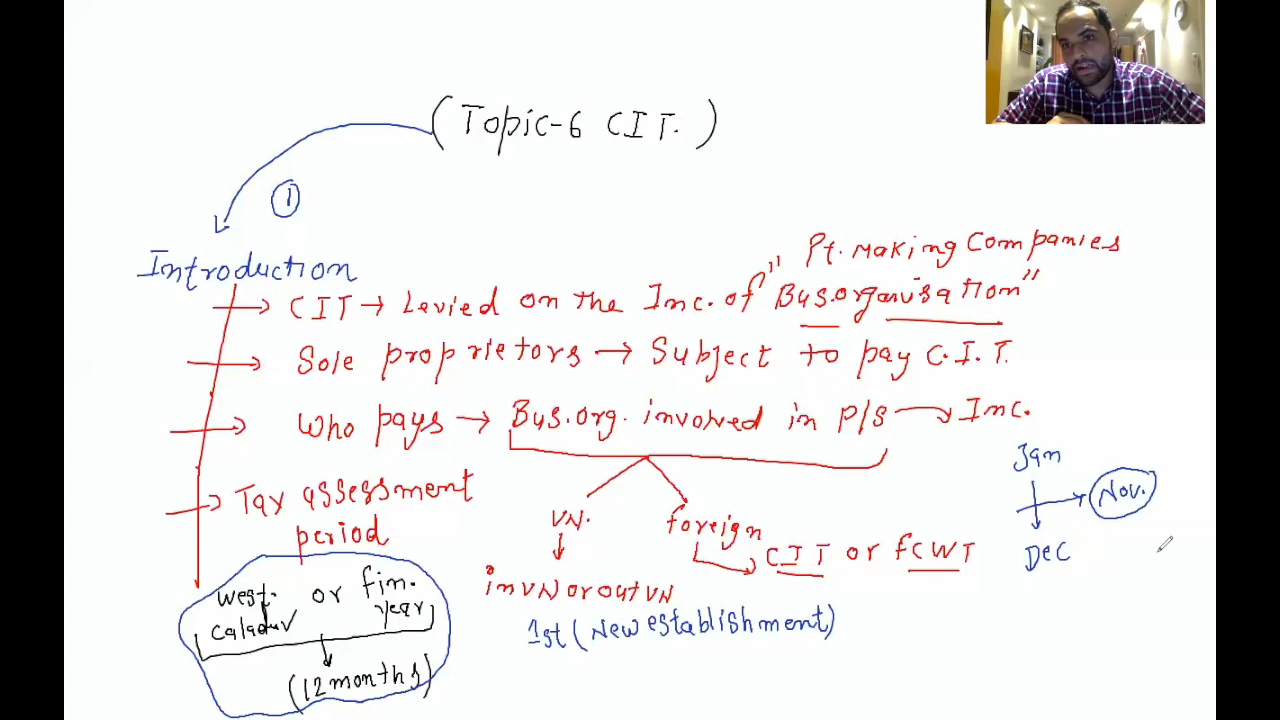 (Topic-6 CIT.)
1
Introduction
Pt. Making Companies
CIT → Levied on the Inc. of "Bus.organisation"
Sole proprietors → Subject to pay C.I.T.
Who pays → Bus.org. involved in P/S → Inc.
Jan
Nov.
Dec
Tax assessment
period
VN.
foreign
CIT or fCWT
in VN or out VN
West. or fin.
calader year
1st (New establishment)
(12 months)